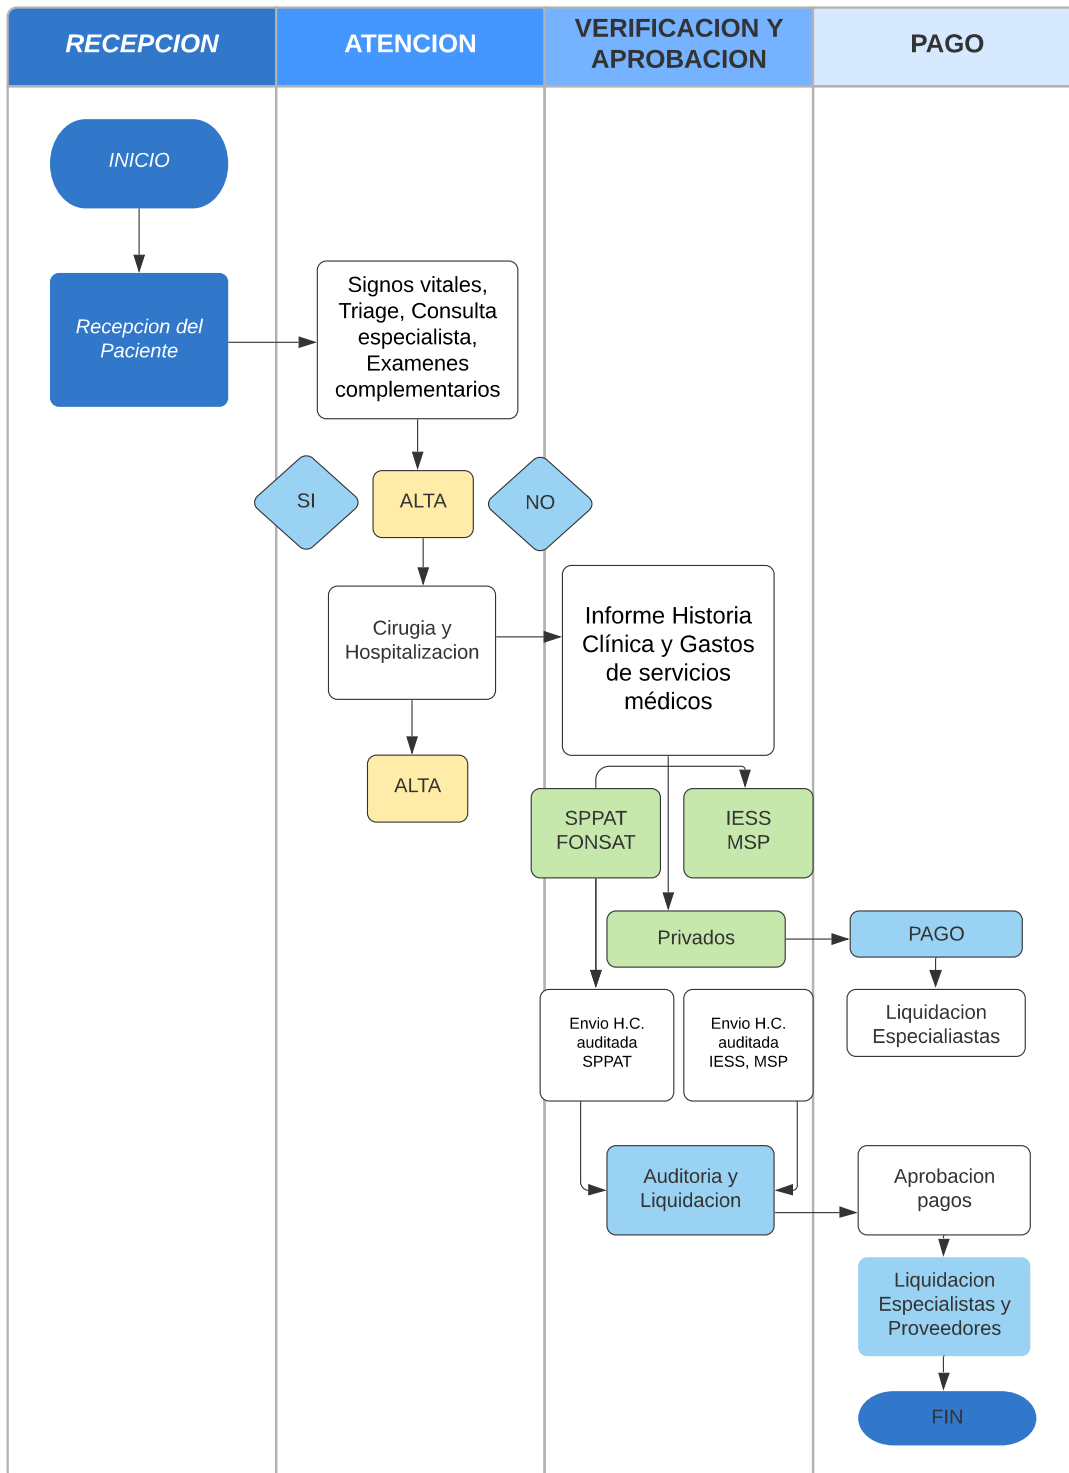 RECEPCION
ATENCION
VERIFICACION Y
APROBACION
PAGO
INICIO
Recepcion del
Paciente
Signos vitales,
Triage, Consulta
especialista,
Examenes
complementarios
SI
ALTA
NO
Cirugia y
Hospitalizacion
Informe Historia
Clínica y Gastos
de servicios
médicos
ALTA
SPPAT
FONSAT
IESS
MSP
Privados
PAGO
Liquidacion
Especialiastas
Envio H.C.
auditada
SPPAT
Envio H.C.
auditada
IESS, MSP
Auditoria y
Liquidacion
Aprobacion
pagos
Liquidacion
Especialistas y
Proveedores
FIN